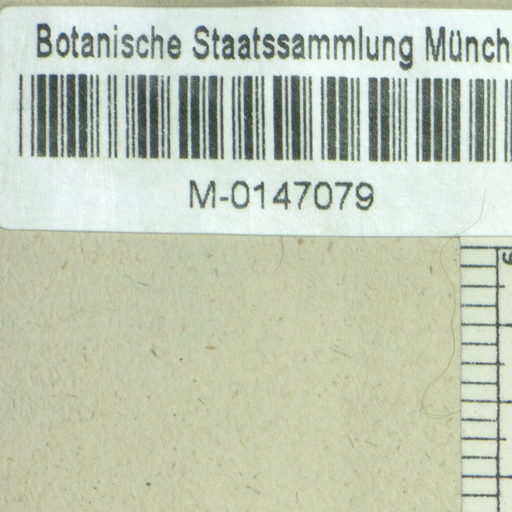 Botanische Staatssammlung Münch
M-0147079